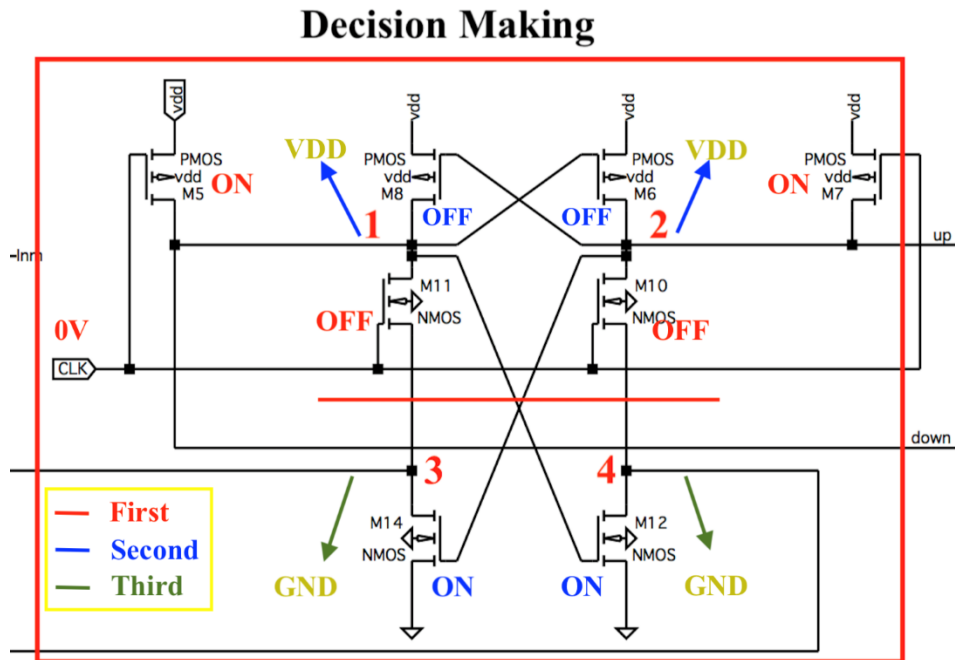 Decision Making
vdd
vdd
vdd
vdd
PMOS
vdd
M5
ON
VDD
PMOS
vdd
M8
OFF
PMOS
vdd
M6
OFF
VDD
ON
PMOS
vdd
M7
1
2
up
-Inm
M11
NMOS
OFF
M10
NMOS
OFF
0V
CLK
down
3
4
First
Second
Third
M14
NMOS
ON
GND
M12
NMOS
ON
GND